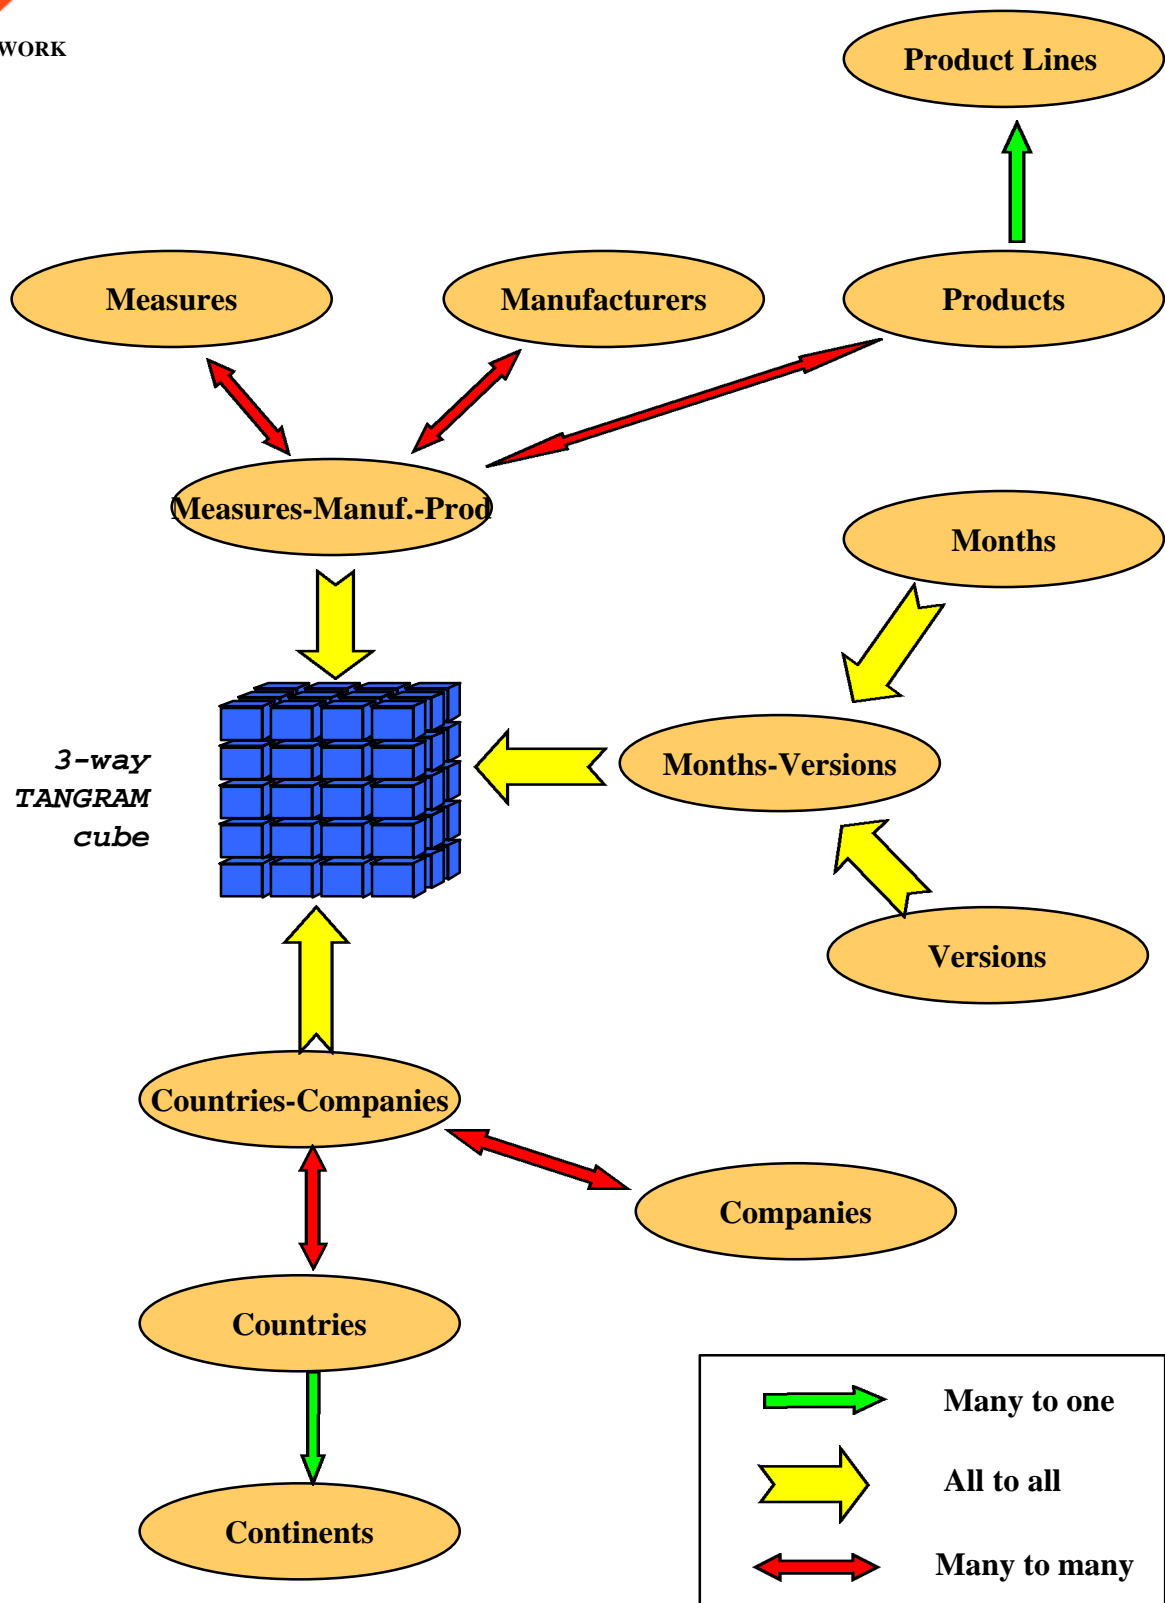 WORK
Product Lines
Measures
Manufacturers
Products
Measures-Manuf.-Prod
Months
3-way
TANGRAM
cube
Months-Versions
Versions
Countries-Companies
Companies
Countries
Continents
Many to one
All to all
Many to many